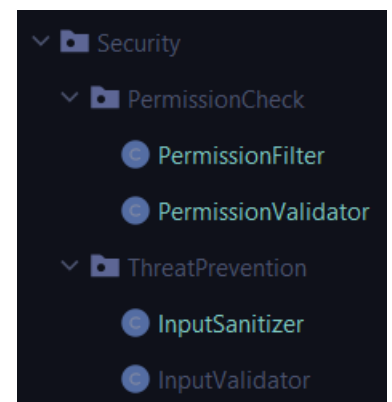 Security
PermissionCheck
PermissionFilter
PermissionValidator
ThreatPrevention
InputSanitizer
InputValidator